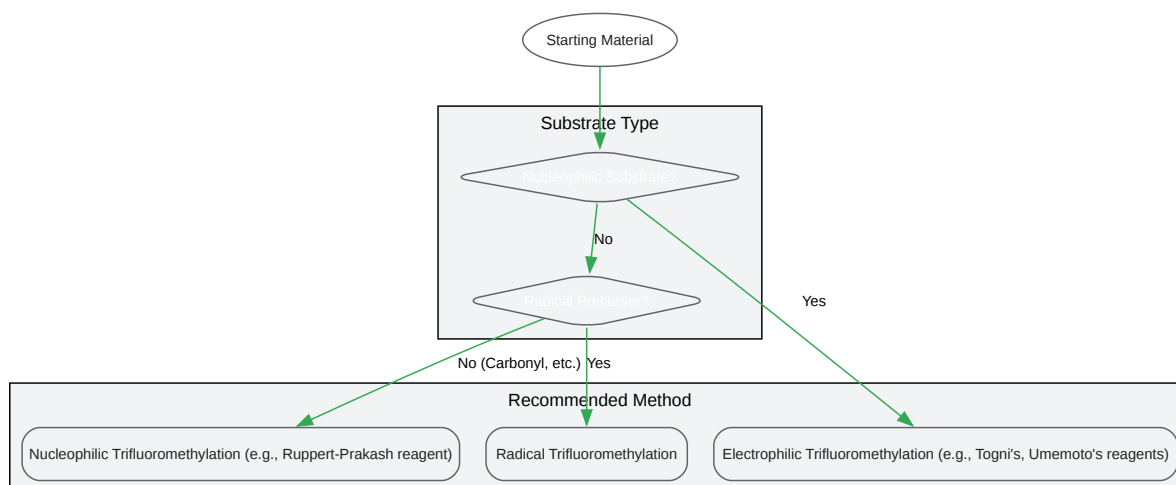 Starting Material
Substrate Type
Nucleophilic Substrate?
No
Radical Precursor?
Yes
No (Carbonyl, etc.)
Yes
Recommended Method
Nucleophilic Trifluoromethylation (e.g., Ruppert-Prakash reagent)
Radical Trifluoromethylation
Electrophilic Trifluoromethylation (e.g., Togni's, Umemoto's reagents)